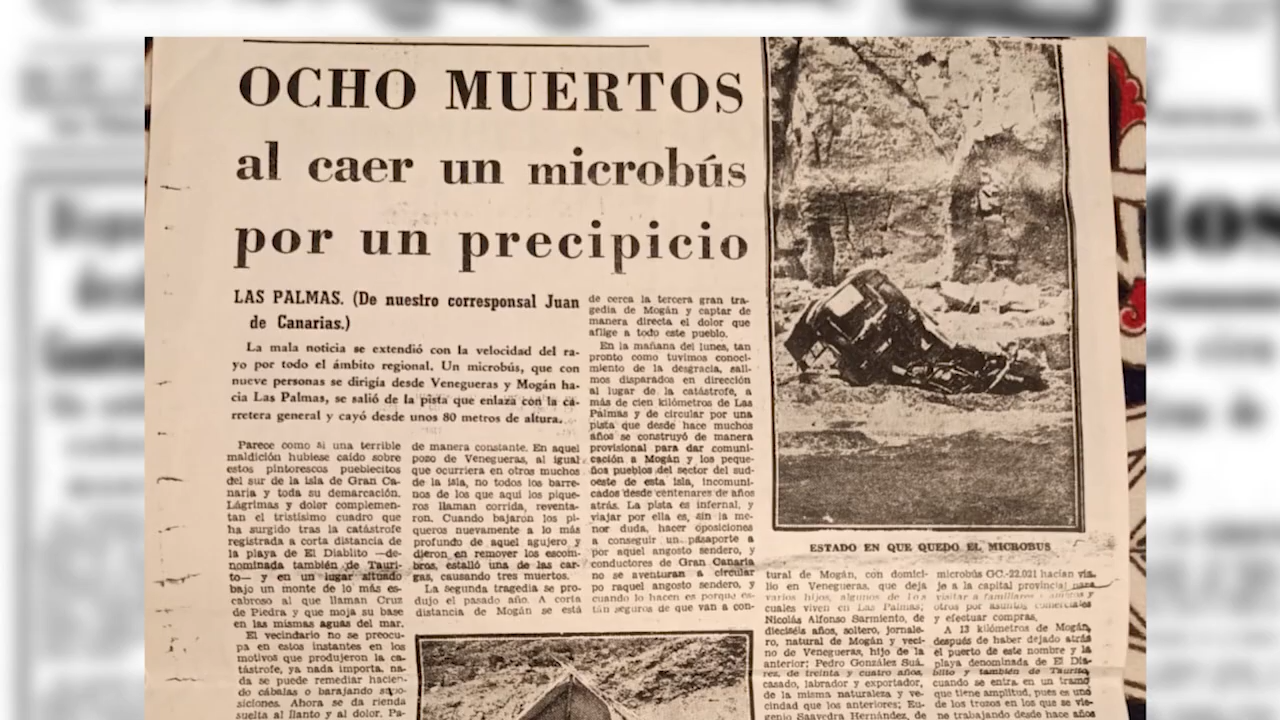 OCHO MUERTOS
al caer un microbús
por un precipicio
LAS PALMAS. (De nuestro corresponsal Juan
de Canarias.)
La mala noticia se extendió con la velocidad del ra-
yo por todo el ámbito regional. Un microbús, que con
nueve personas se dirigía desde Venegueras y Mogán ha-
cia Las Palmas, se salió de la pista que enlaza con la ca-
rretera general y cayó desde unos 80 metros de altura.
Parece como si una terrible
maldición hubiese caído sobre
estos pintorescos pueblecitos
del sur de la isla de Gran Ca-
naria y toda su demarcación.
Lágrimas y dolor complemen-
tan el tristísimo cuadro que
ha surgido tras la catástrofe
registrada a corta distancia de
la playa de El Diablito —de-
nominada también de Tauri-
to— y en un lugar situado
bajo un monte de lo más es-
cabroso al que llaman Cruz
de Piedra y que moja su base
en las mismas aguas del mar.
El vecindario no se preocu-
pa en estos instantes en los
motivos que produjeron la ca-
tástrofe, ya nada importa, na-
da se puede remediar hacien-
do cábalas o barajando supo-
siciones. Ahora se da rienda
suelta al llanto y al dolor. Pa-
de manera constante. En aquel
pozo de Venegueras, al igual
que ocurriera en otros muchos
de la isla, no todos los barre-
nos de los que aquí los pique-
ros llaman corrida, reventa-
ron. Cuando bajaron los pi-
queros nuevamente a lo más
profundo de aquel agujero y
dieron en remover los escom-
bros, estalló una de las car-
gas, causando tres muertos.
La segunda tragedia se pro-
dujo el pasado año. A corta
distancia de Mogán se está
de cerca la tercera gran tra-
gedia de Mogán y captar de
manera directa el dolor que
aflige a todo este pueblo.
En la mañana del lunes, tan
pronto como tuvimos conoci-
miento de la desgracia, sali-
mos disparados en dirección
al lugar de la catástrofe, a
más de cien kilómetros de Las
Palmas y de circular por una
pista que desde hace muchos
años se construyó de manera
provisional para dar comuni-
cación a Mogán y los peque-
ños pueblos del sector del sud-
oeste de esta isla, incomuni-
cados desde centenares de años
atrás. La pista es infernal, y
viajar por ella es, sin la me-
nor duda, hacer oposiciones
a conseguir un pasaporte a
por aquel angosto sendero, y
conductores de Gran Canaria
no se aventuran a circular
po raquel angosto sendero, y
cuando lo hacen es porque es-
tán seguros de que van a con-
ESTADO EN QUE QUEDO EL MICROBUS
tural de Mogán, con domici-
lio en Venegueras, que deja
varios hijos, algunos de los
cuales viven en Las Palmas;
Nicolás Alfonso Sarmiento, de
dieciséis años, soltero, jornale-
ro, natural de Mogán y veci-
no de Venegueras, hijo de la
anterior; Pedro González Suá-
rez, de treinta y cuatro años,
casado, labrador y exportador,
de la misma naturaleza y ve-
cindad que los anteriores; Eu-
genio Saavedra Hernández, de
microbús GC.-22.021 hacían via-
je a la capital provincial para
visitar a familiares o amigos y
otros por asuntos comerciales
y efectuar compras.
A 13 kilómetros de Mogán,
después de haber dejado atrás
el puerto de este nombre y la
playa denominada de El Dia-
blito y también de Taurito,
cuando se entra en un tramo
que tiene amplitud, pues es uno
de los trozos en los que se vie-
ne trabajando desde hace años